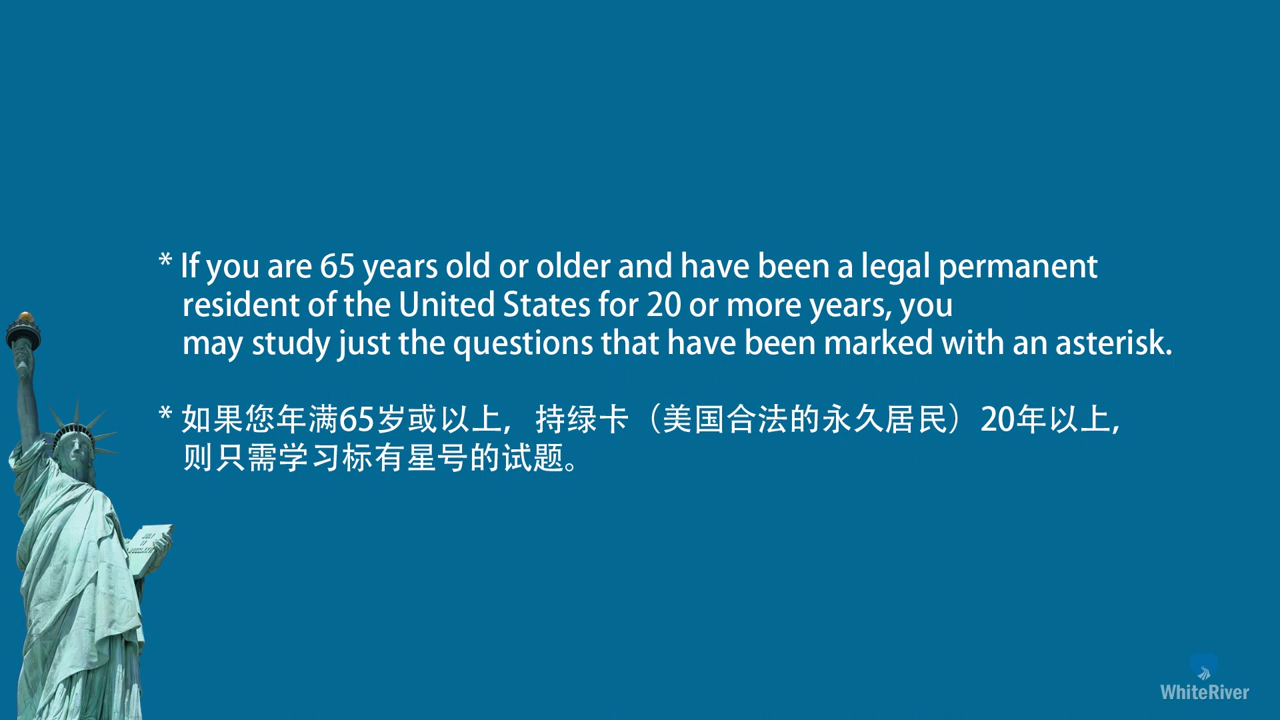 * If you are 65 years old or older and have been a legal permanent
resident of the United States for 20 or more years, you
may study just the questions that have been marked with an asterisk.
* 如果您年满65岁或以上，持绿卡（美国合法的永久居民）20年以上，
则只需学习标有星号的试题。
WhiteRiver